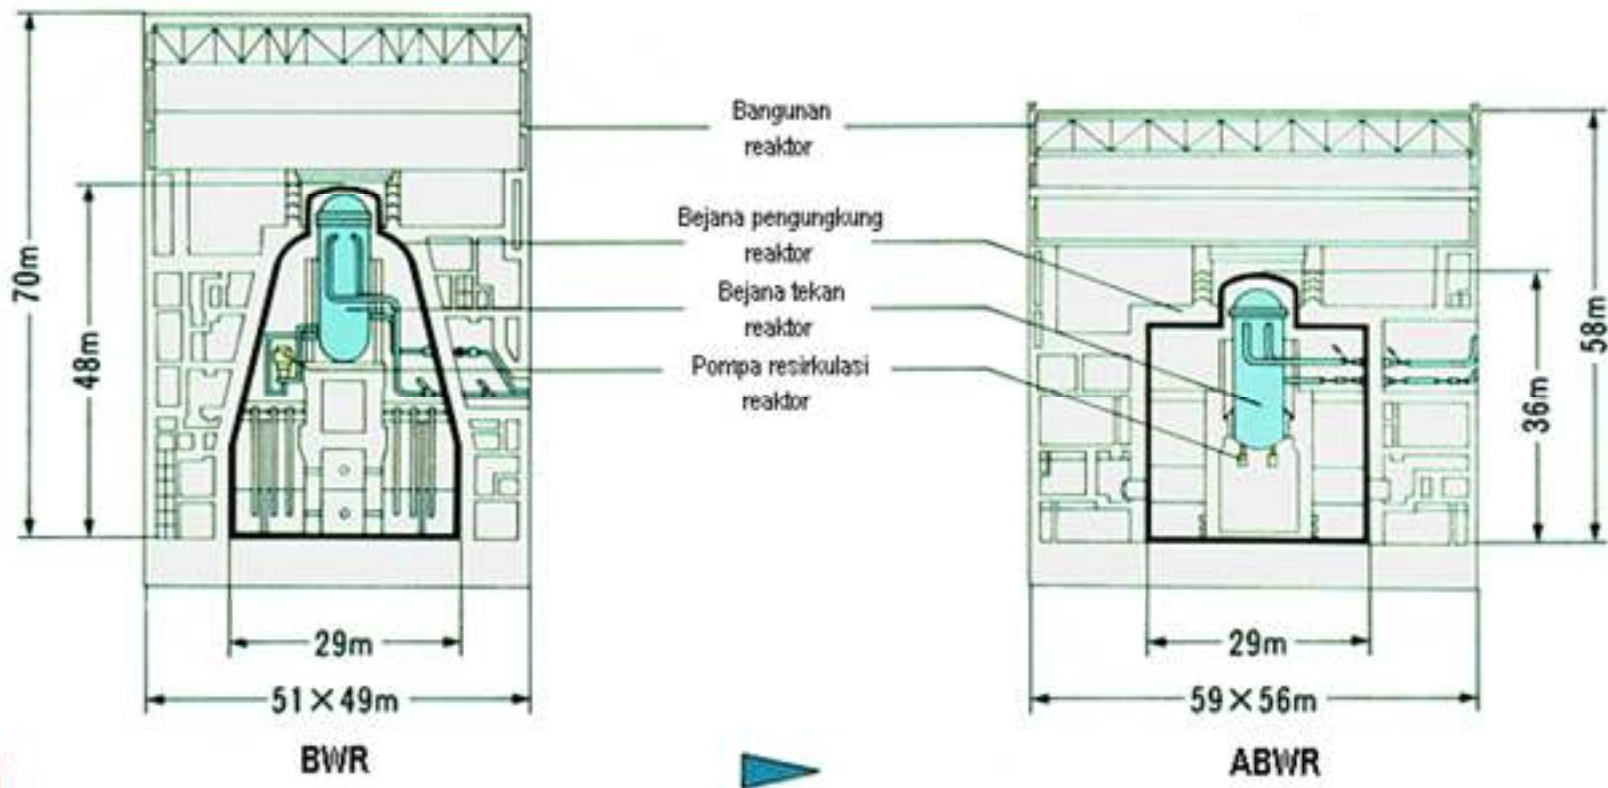 70m
48m
29m
51×49m
BWR
Bangunan
reaktor
Bejana pengungkung
reaktor
Bejana tekan
reaktor
Pompa resirkulasi
reaktor
36m
58m
29m
59×56m
ABWR